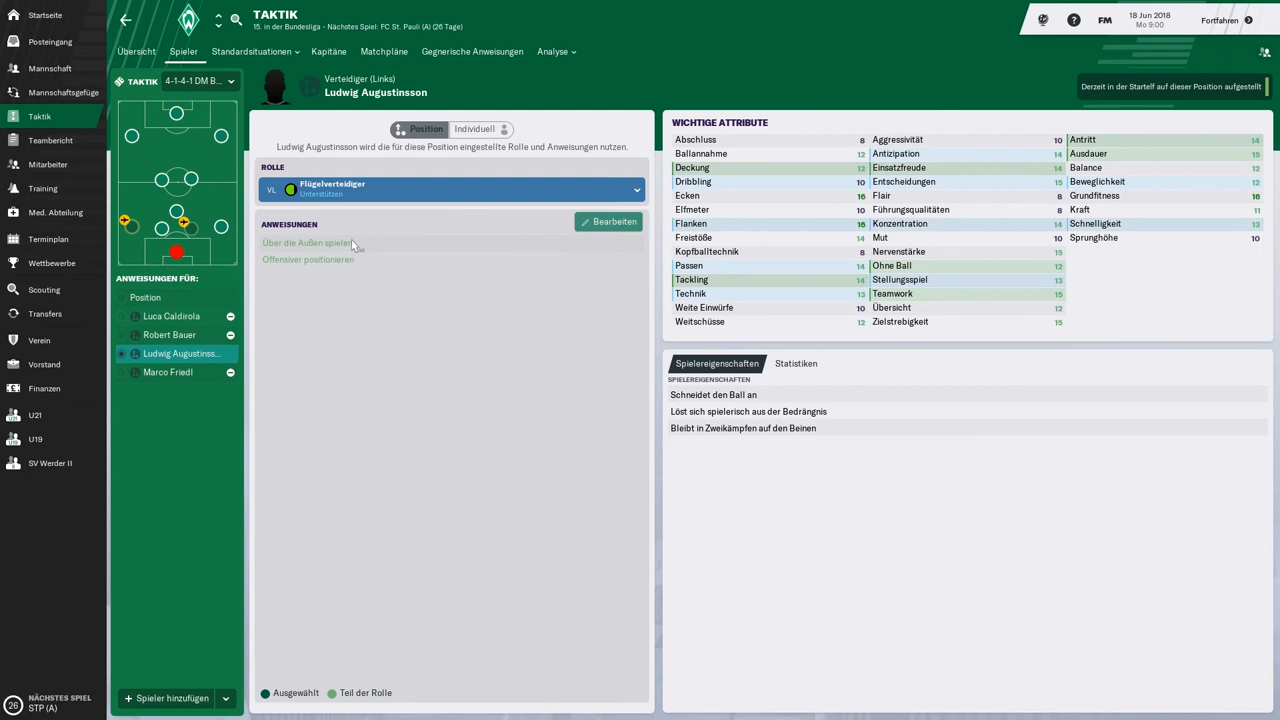 Startseite
Posteingang
Mannschaft
Mannschaftsgefüge
Taktik
Teambericht
Mitarbeiter
Training
Med. Abteilung
Terminplan
Wettbewerbe
Scouting
Transfers
Verein
Vorstand
Finanzen
U21
U19
SV Werder II
26
NÄCHSTES SPIEL
STP (A)
TAKTIK
15. in der Bundesliga - Nächstes Spiel: FC St. Pauli (A) (26 Tage)
FM
18 Jun 2018
Mo 9:00
Fortfahren
Übersicht
Spieler
Standardsituationen
Kapitäne
Matchpläne
Gegnerische Anweisungen
Analyse
TAKTIK
4-1-4-1 DM B...
ANWEISUNGEN FÜR:
Position
Luca Caldirola
Robert Bauer
Ludwig Augustinss...
Marco Friedl
Spieler hinzufügen
Verteidiger (Links)
Ludwig Augustinsson
Derzeit in der Startelf auf dieser Position aufgestellt
Position
Individuell
Ludwig Augustinsson wird die für diese Position eingestellte Rolle und Anweisungen nutzen.
ROLLE
VL
Flügelverteidiger
Unterstützen
ANWEISUNGEN
Bearbeiten
Über die Außen spielen
Offensiver positionieren
Ausgewählt
Teil der Rolle
WICHTIGE ATTRIBUTE
Abschluss 8 Aggressivität 10 Antritt 14
Ballannahme 12 Antizipation 14 Ausdauer 15
Deckung 12 Einsatzfreude 14 Balance 12
Dribbling 10 Entscheidungen 15 Beweglichkeit 12
Ecken 16 Flair 8 Grundfitness 16
Elfmeter 10 Führungsqualitäten 8 Kraft 11
Flanken 16 Konzentration 14 Schnelligkeit 13
Freistöße 14 Mut 10 Sprunghöhe 10
Kopfballtechnik 8 Nervenstärke 15
Passen 14 Ohne Ball 12
Tackling 14 Stellungsspiel 13
Technik 13 Teamwork 15
Weite Einwürfe 10 Übersicht 12
Weitschüsse 12 Zielstrebigkeit 15
Spielereigenschaften
Statistiken
SPIELEREIGENSCHAFTEN
Schneidet den Ball an
Löst sich spielerisch aus der Bedrängnis
Bleibt in Zweikämpfen auf den Beinen